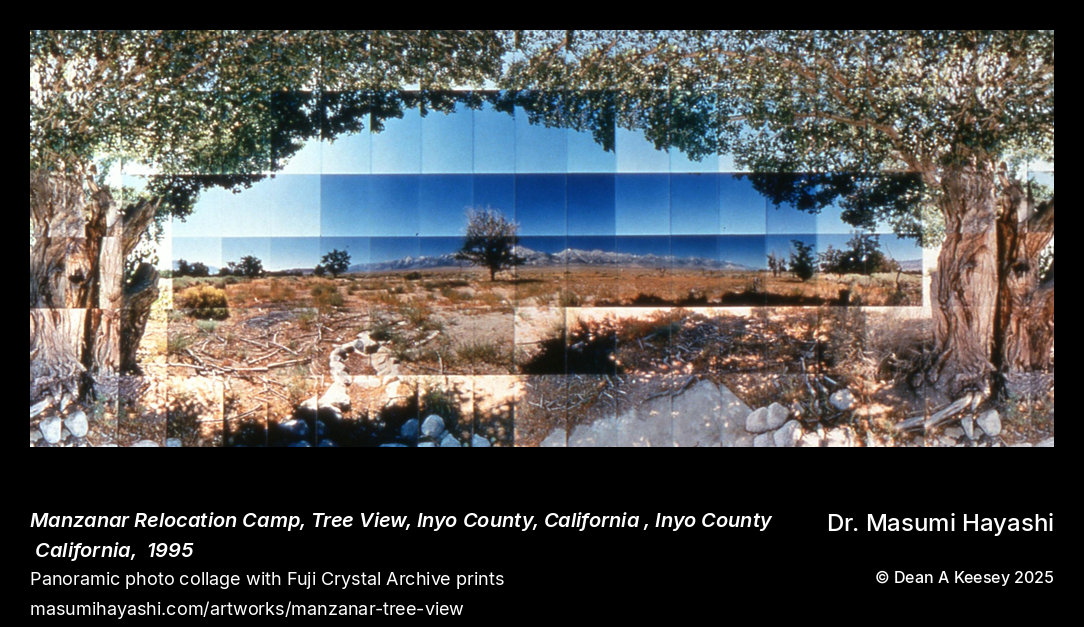 Manzanar Relocation Camp, Tree View, Inyo County, California , Inyo County
California,  1995
Panoramic photo collage with Fuji Crystal Archive prints
masumihayashi.com/artworks/manzanar-tree-view
Dr. Masumi Hayashi
© Dean A Keesey 2025